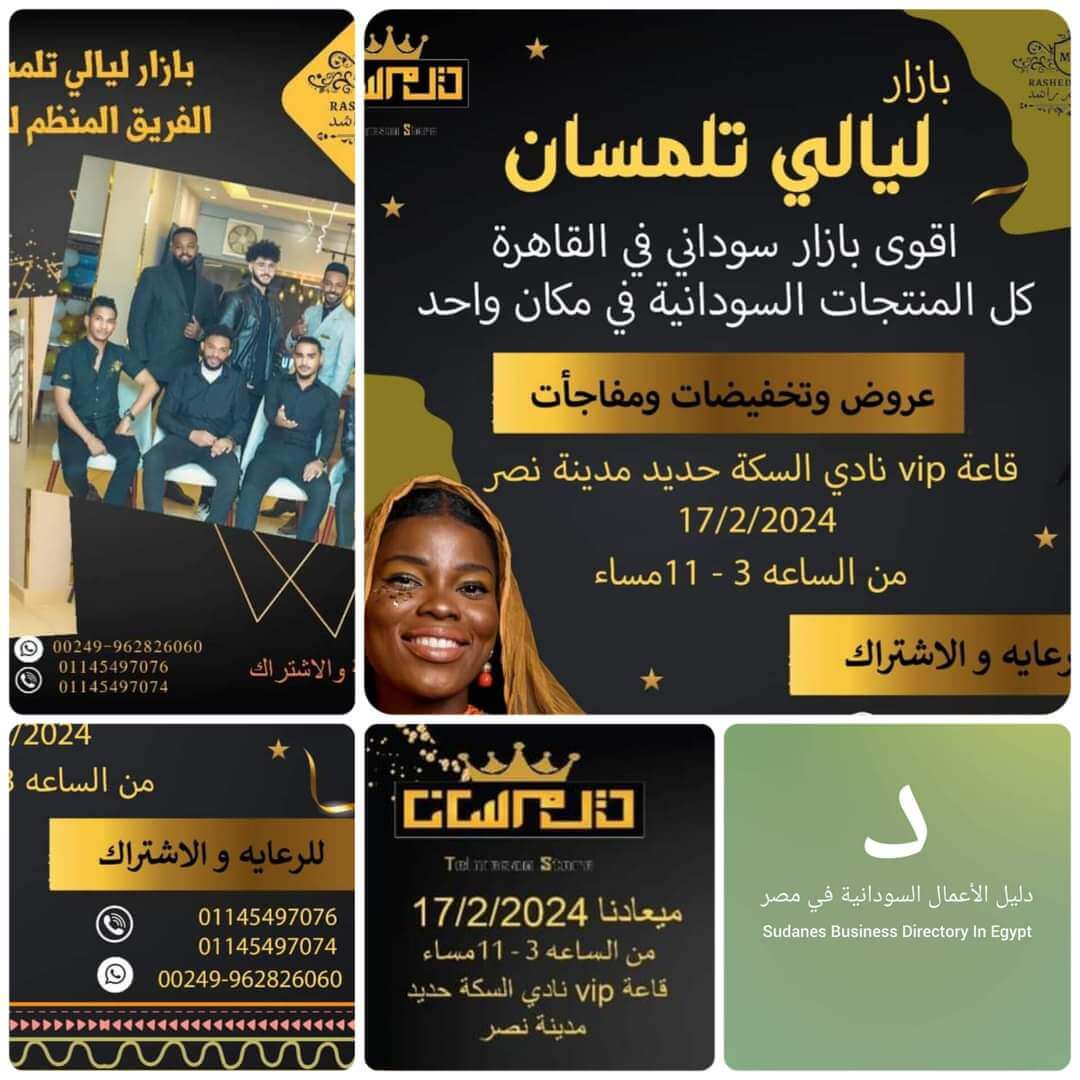 بازار ليالي
الفريق المنظم
بازار
ليالي تلمسان
اقوى بازار سوداني في القاهرة
كل المنتجات السودانية في مكان واحد
عروض وتخفيضات ومفاجأت
قاعة vip نادي السكة حديد مدينة نصر
17/2/2024
من الساعه 3 - 11مساء
و الاشتراك
00249-962826060
01145497076
01145497074
والاشتراك
/2024
من الساعه
للرعايه و الاشتراك
01145497076
01145497074
00249-962826060
تلمسان
Telmesan Store
ميعادنا 17/2/2024
من الساعه 3 - 11مساء
قاعة vip نادي السكة حديد
مدينة نصر
د
دليل الأعمال السودانية في مصر
Sudanes Business Directory In Egypt